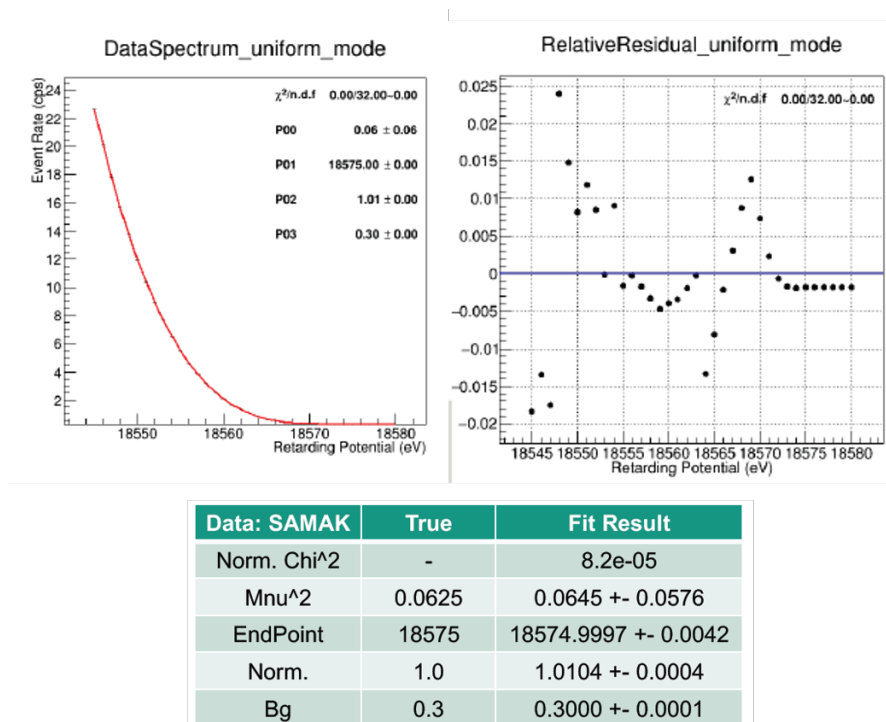 DataSpectrum_uniform_mode
Event Rate (cps)
24
22
20
18
16
14
12
10
8
6
4
2
χ²/n.d.f 0.00/32.00~0.00
P00 0.06 ± 0.06
P01 18575.00 ± 0.00
P02 1.01 ± 0.00
P03 0.30 ± 0.00
18550 18560 18570 18580
Retarding Potential (eV)
RelativeResidual_uniform_mode
χ²/n.d.f 0.00/32.00~0.00
0.025
0.02
0.015
0.01
0.005
0
−0.005
−0.01
−0.015
−0.02
18545 18550 18555 18560 18565 18570 18575 18580
Retarding Potential (eV)
Data: SAMAK True Fit Result
Norm. Chi^2 - 8.2e-05
Mnu^2 0.0625 0.0645 +- 0.0576
EndPoint 18575 18574.9997 +- 0.0042
Norm. 1.0 1.0104 +- 0.0004
Bg 0.3 0.3000 +- 0.0001